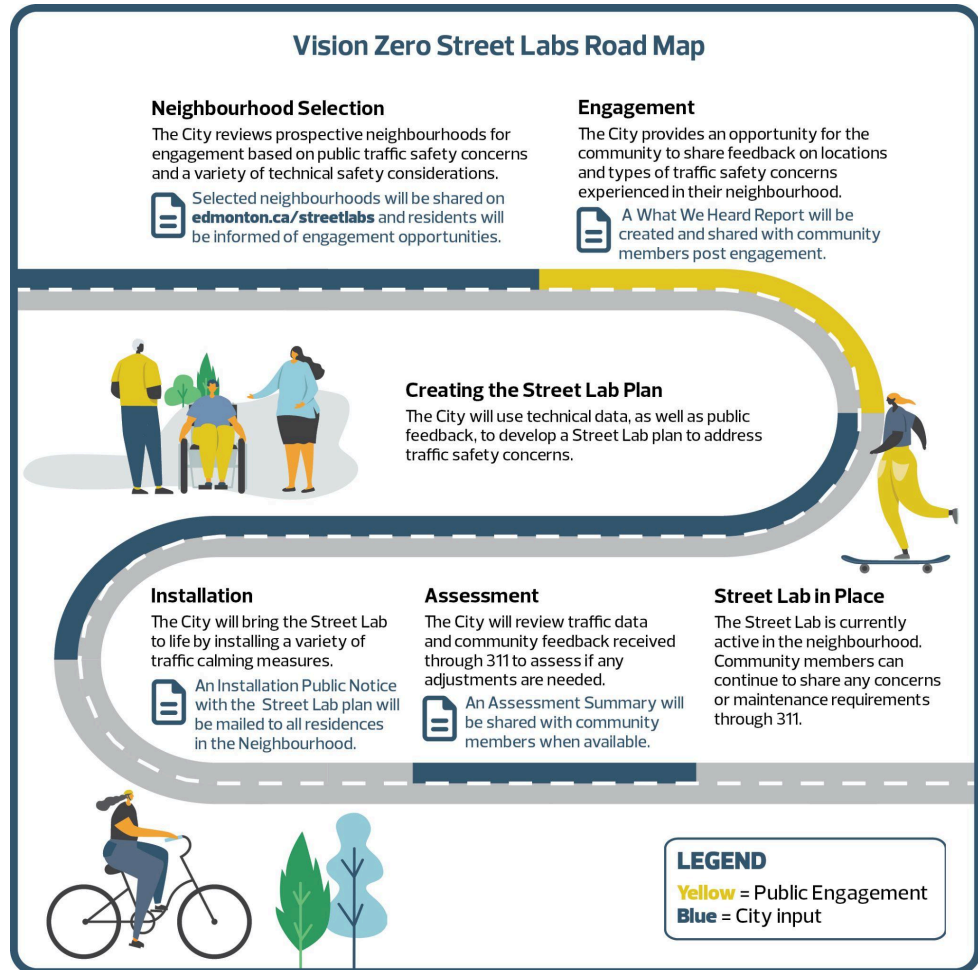 Vision Zero Street Labs Road Map
Neighbourhood Selection
The City reviews prospective neighbourhoods for
engagement based on public traffic safety concerns
and a variety of technical safety considerations.
Selected neighbourhoods will be shared on
edmonton.ca/streetlabs and residents will
be informed of engagement opportunities.
Engagement
The City provides an opportunity for the
community to share feedback on locations
and types of traffic safety concerns
experienced in their neighbourhood.
A What We Heard Report will be
created and shared with community
members post engagement.
Creating the Street Lab Plan
The City will use technical data, as well as public
feedback, to develop a Street Lab plan to address
traffic safety concerns.
Installation
The City will bring the Street Lab
to life by installing a variety of
traffic calming measures.
An Installation Public Notice
with the Street Lab plan will
be mailed to all residences
in the Neighbourhood.
Assessment
The City will review traffic data
and community feedback received
through 311 to assess if any
adjustments are needed.
An Assessment Summary will
be shared with community
members when available.
Street Lab in Place
The Street Lab is currently
active in the neighbourhood.
Community members can
continue to share any concerns
or maintenance requirements
through 311.
LEGEND
Yellow = Public Engagement
Blue = City input